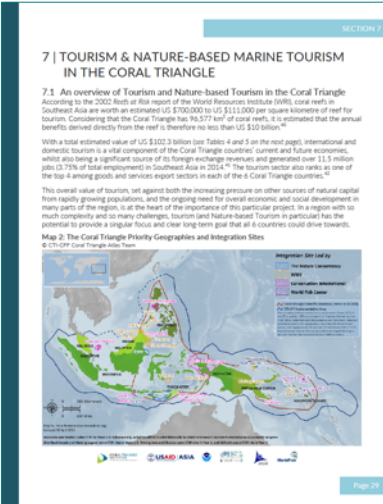 SECTION 7
7 | TOURISM & NATURE-BASED MARINE TOURISM
IN THE CORAL TRIANGLE
7.1 An overview of Tourism and Nature-based Tourism in the Coral Triangle
According to the 2002 Reefs at Risk report of the World Resources Institute (WRI), coral reefs in
Southeast Asia are worth an estimated US $700,000 to US $111,000 per square kilometre of reef for
tourism. Considering that the Coral Triangle has 96,577 km² of coral reefs, it is estimated that the annual
benefits derived directly from the reef is therefore no less than US $10 billion.
With a total estimated value of US $102.3 billion (see Tables 4 and 5 on the next page), international and
domestic tourism is a vital component of the Coral Triangle countries' current and future economies,
whilst also being a significant source of its foreign exchange revenues and generated over 11.5 million
jobs (3.75% of total employment) in Southeast Asia in 2014. The tourism sector also ranks as one of
the top 4 among goods and services export sectors in each of the 6 Coral Triangle countries.
This overall value of tourism, set against both the increasing pressure on other sources of natural capital
from rapidly growing populations, and the ongoing need for overall economic and social development in
many parts of the region, is at the heart of the importance of this particular project. In a region with so
much complexity and so many challenges, tourism (and Nature-based Tourism in particular) has the
potential to provide a singular focus and clear long-term goal that all 6 countries could drive towards.
Map 2: The Coral Triangle Priority Geographies and Integration Sites
© CTI-CFF Coral Triangle Atlas Team
Integration Site Led by
The Nature Conservancy
WWF
Conservation International
World Fish Center
USAID | ASIA
WorldFish
Page 29